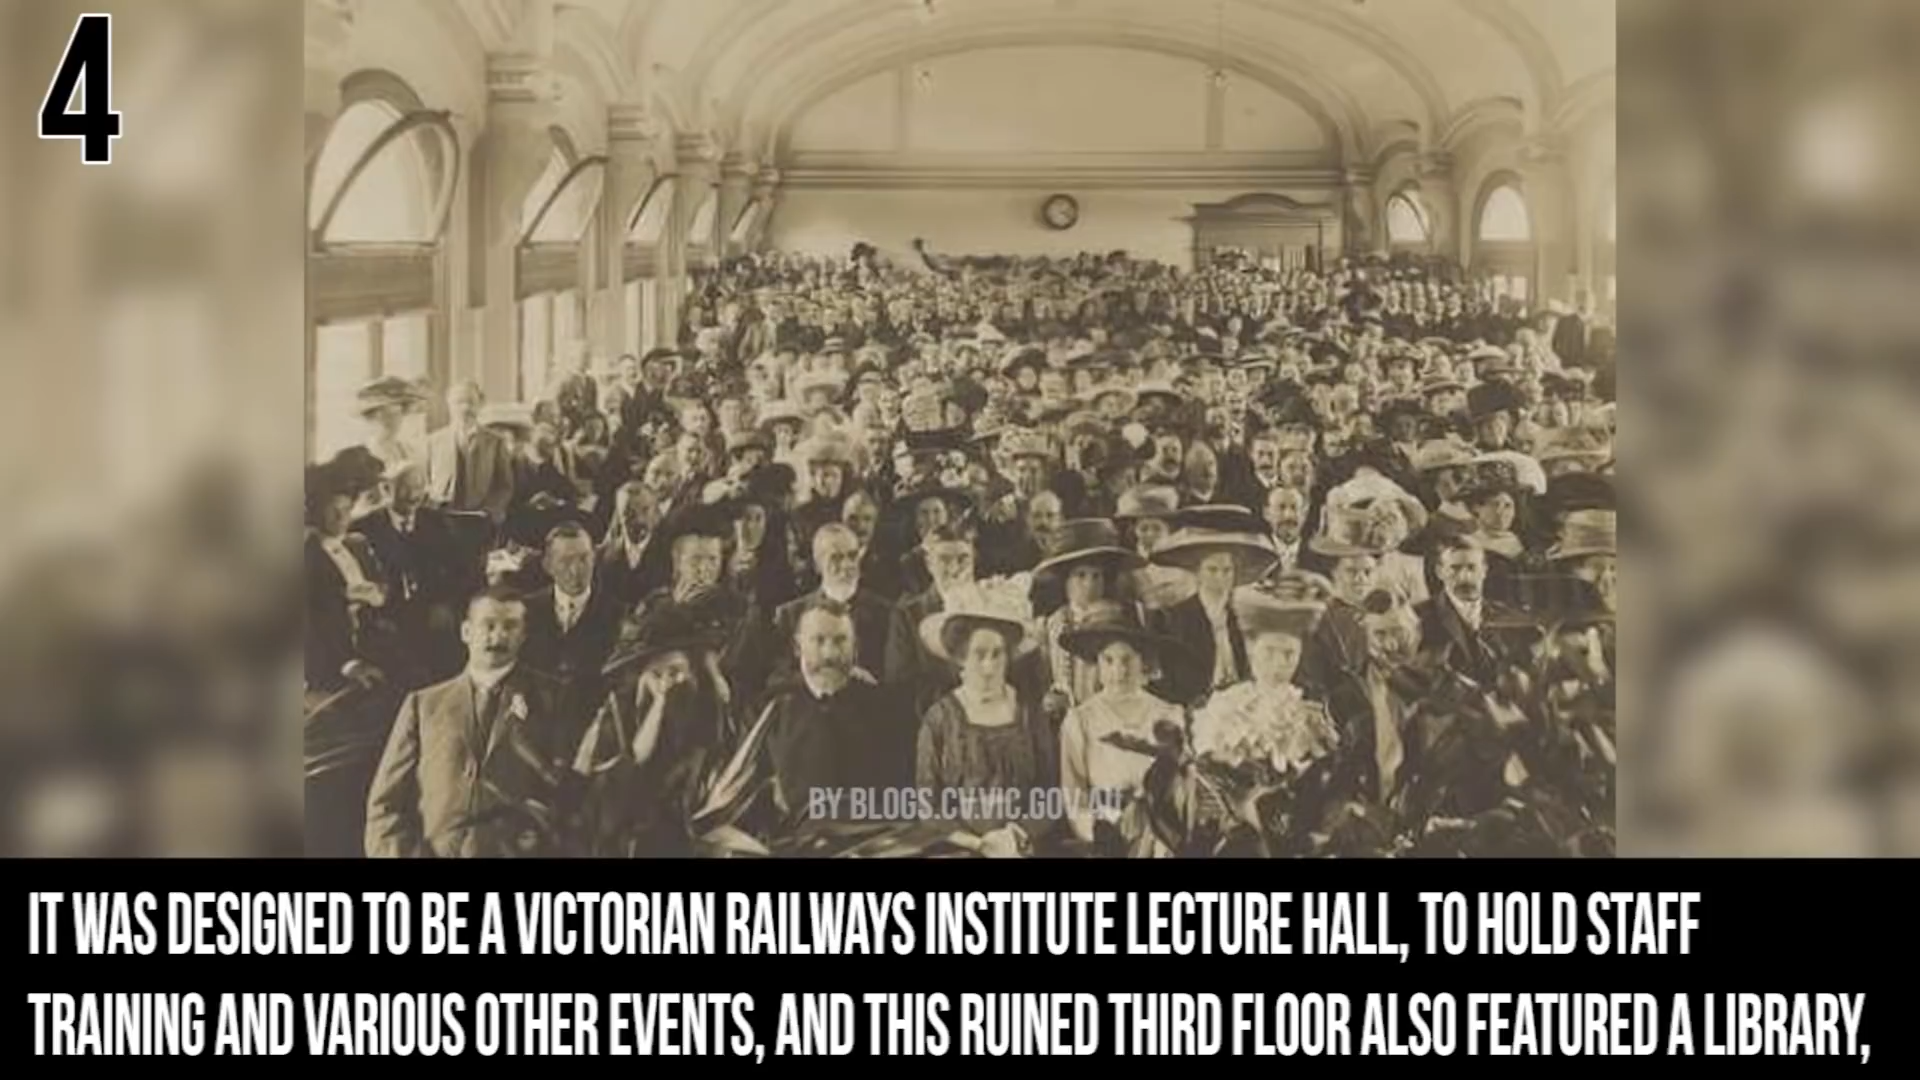 4
BY BLOGS.CV.VIC.GOV.AU
IT WAS DESIGNED TO BE A VICTORIAN RAILWAYS INSTITUTE LECTURE HALL, TO HOLD STAFF
TRAINING AND VARIOUS OTHER EVENTS, AND THIS RUINED THIRD FLOOR ALSO FEATURED A LIBRARY,